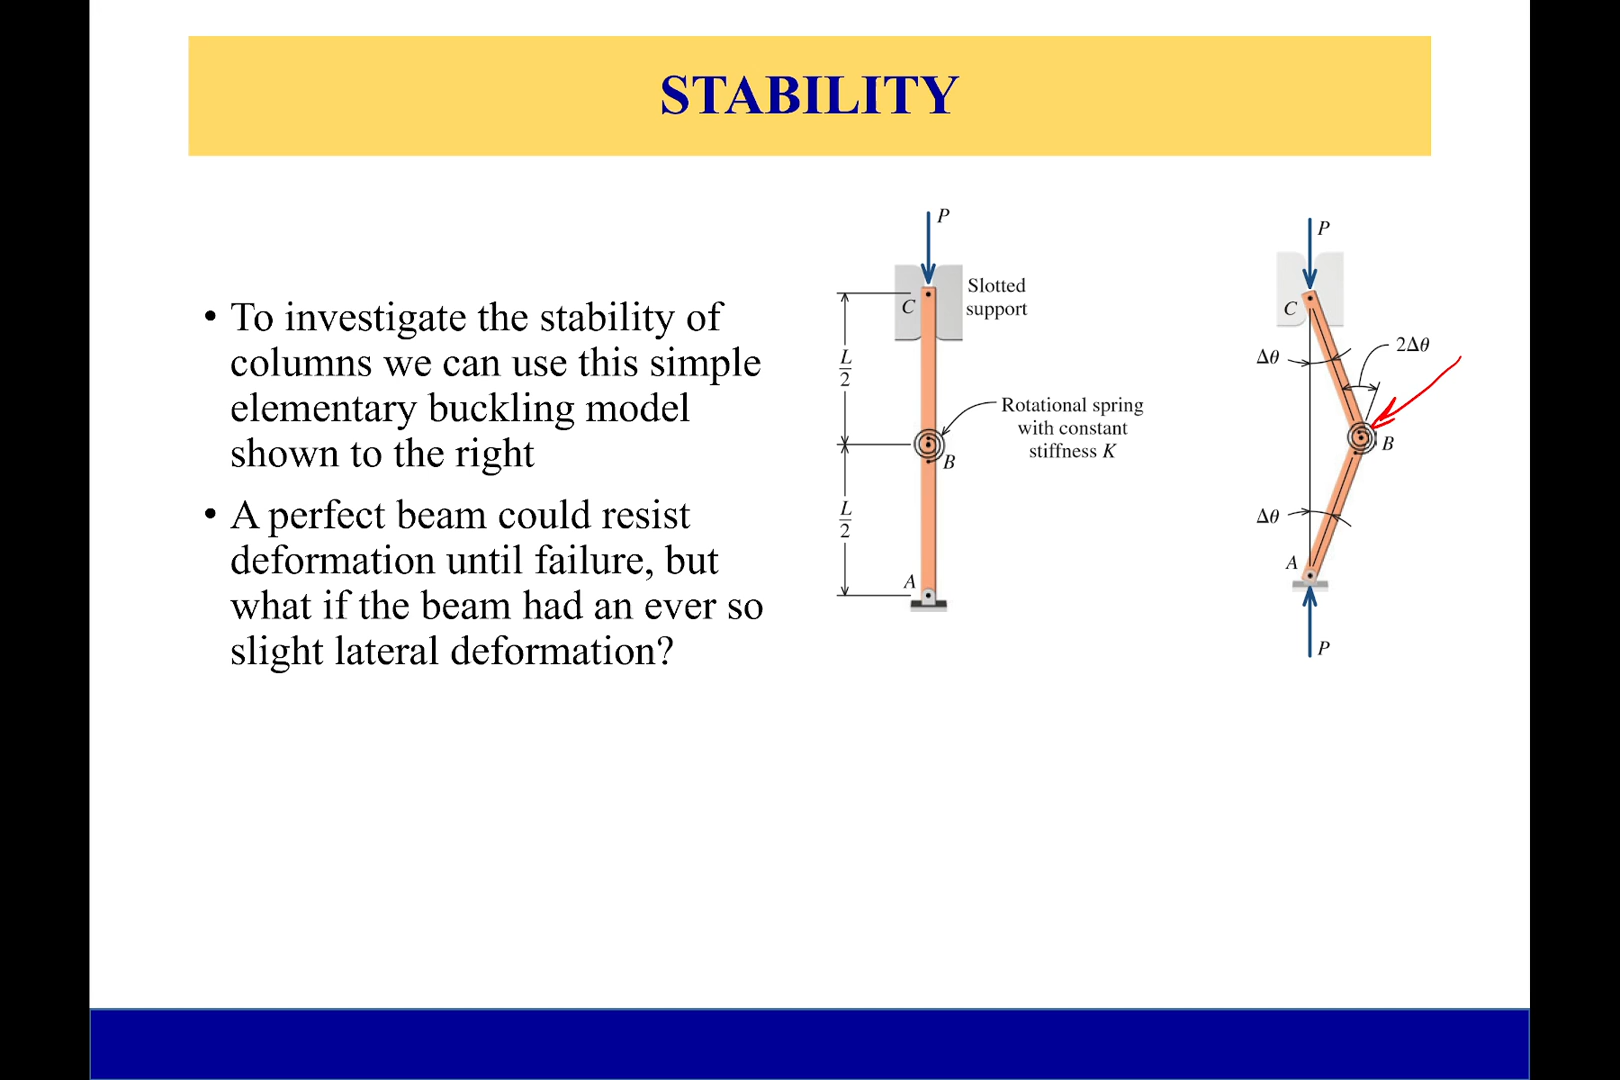 STABILITY
• To investigate the stability of
columns we can use this simple
elementary buckling model
shown to the right
• A perfect beam could resist
deformation until failure, but
what if the beam had an ever so
slight lateral deformation?
P
Slotted
support
C
L
2
Rotational spring
with constant
stiffness K
B
L
2
A
P
C
Δθ
2Δθ
B
Δθ
A
P